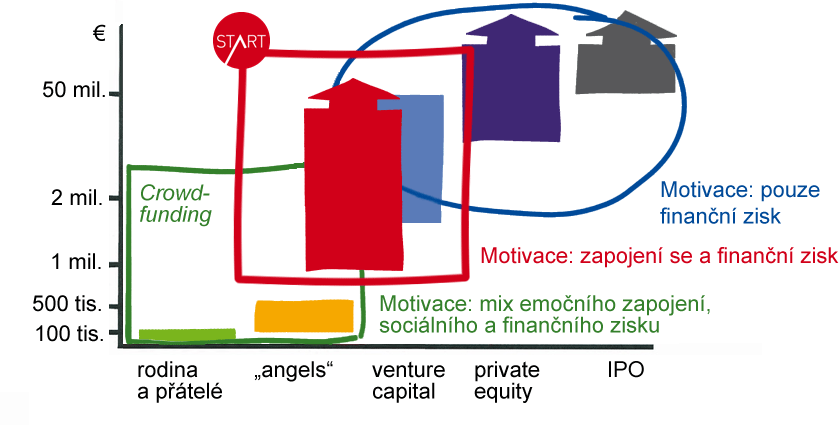 €
START
50 mil.
Crowd-
funding
2 mil.
Motivace: pouze
finanční zisk
Motivace: zapojení se a finanční zisk
1 mil.
500 tis.
100 tis.
Motivace: mix emočního zapojení,
sociálního a finančního zisku
rodina
a přátelé
„angels“
venture
capital
private
equity
IPO